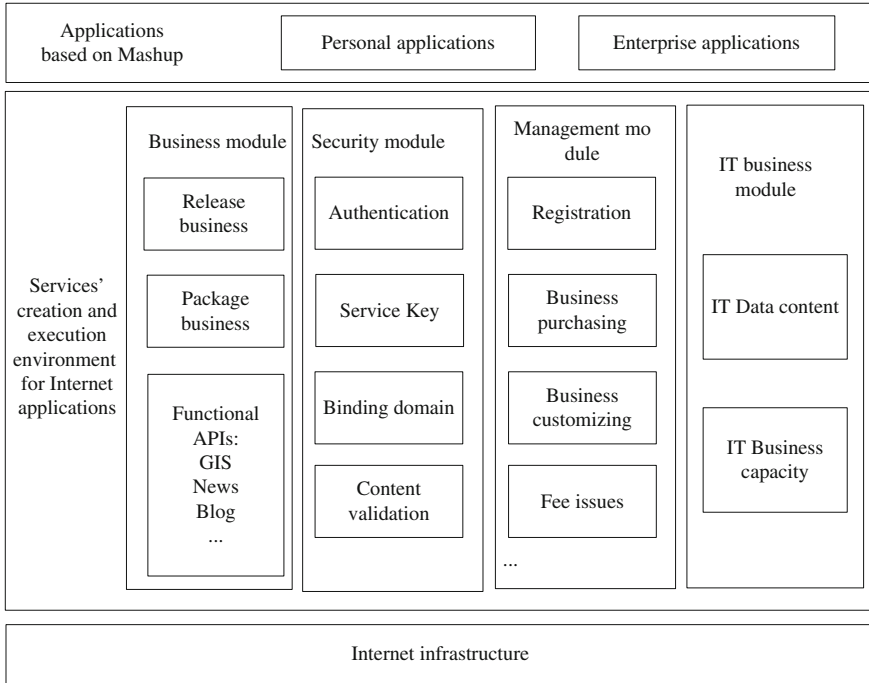 Applications
based on Mashup
Personal applications
Enterprise applications
Services’
creation and
execution
environment
for Internet
applications
Business module
Release
business
Package
business
Functional
APIs:
GIS
News
Blog
...
Security module
Authentication
Service Key
Binding domain
Content
validation
Management mo
dule
Registration
Business
purchasing
Business
customizing
Fee issues
...
IT business
module
IT Data content
IT Business
capacity
Internet infrastructure